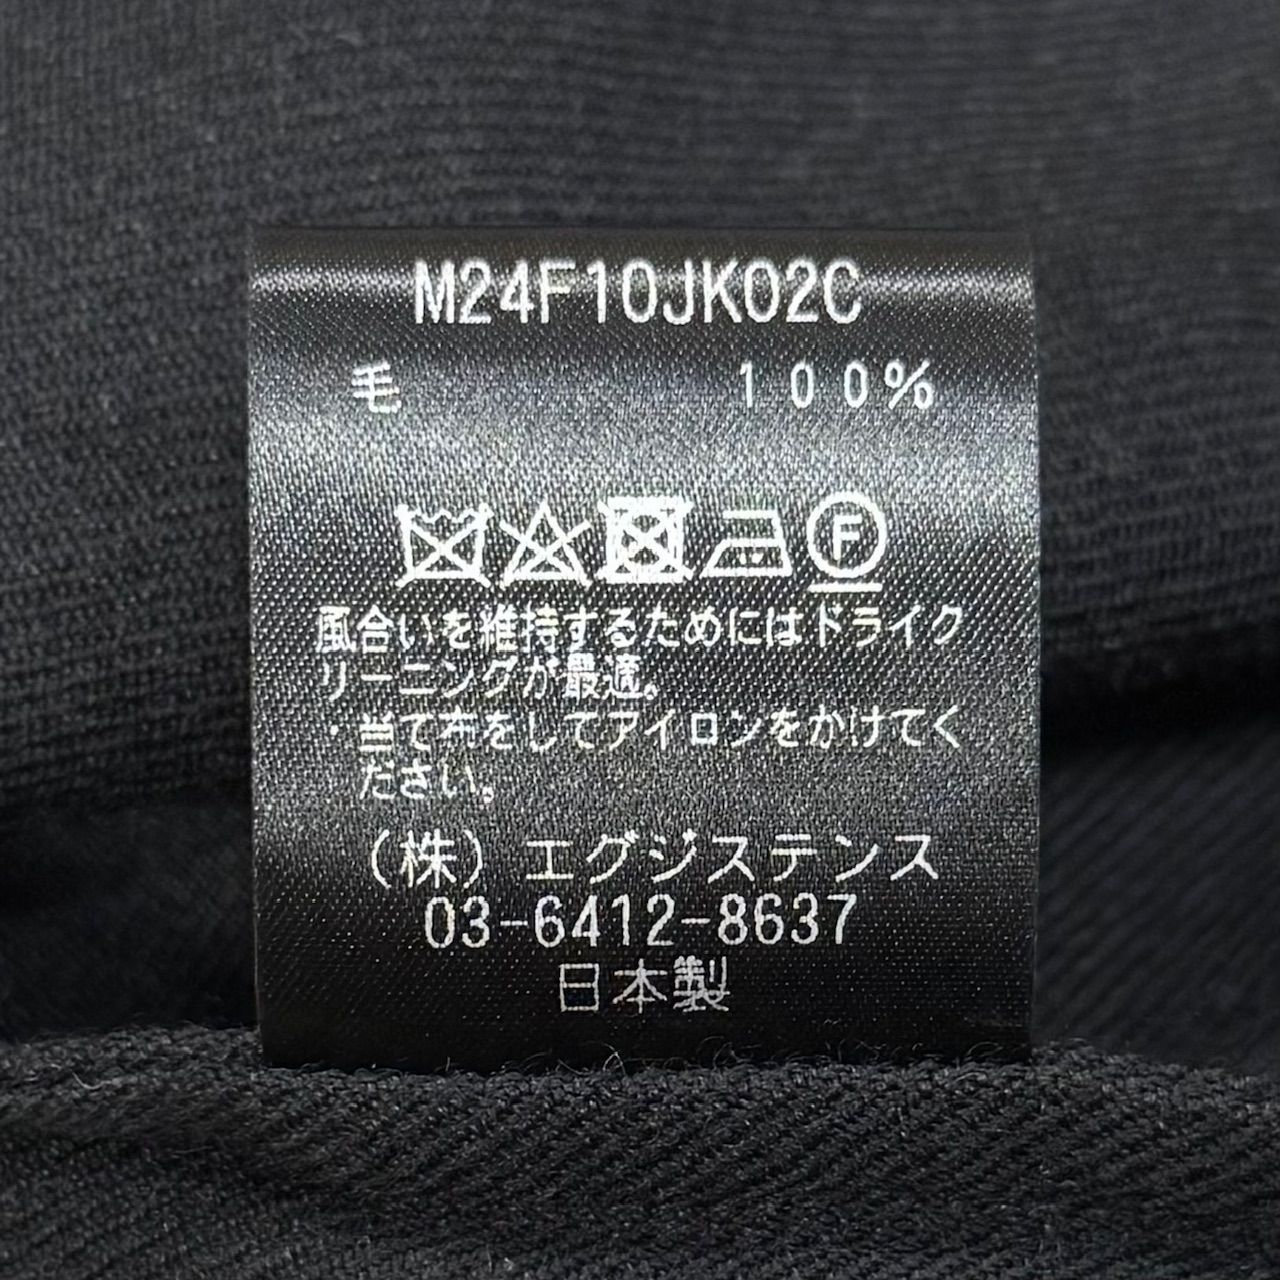 M24F10JK02C
毛 100%
F
風合いを維持するためにはドライク
リーニングが最適。
・当て布をしてアイロンをかけてく
ださい。
(株)エグジステンス
03-6412-8637
日本製